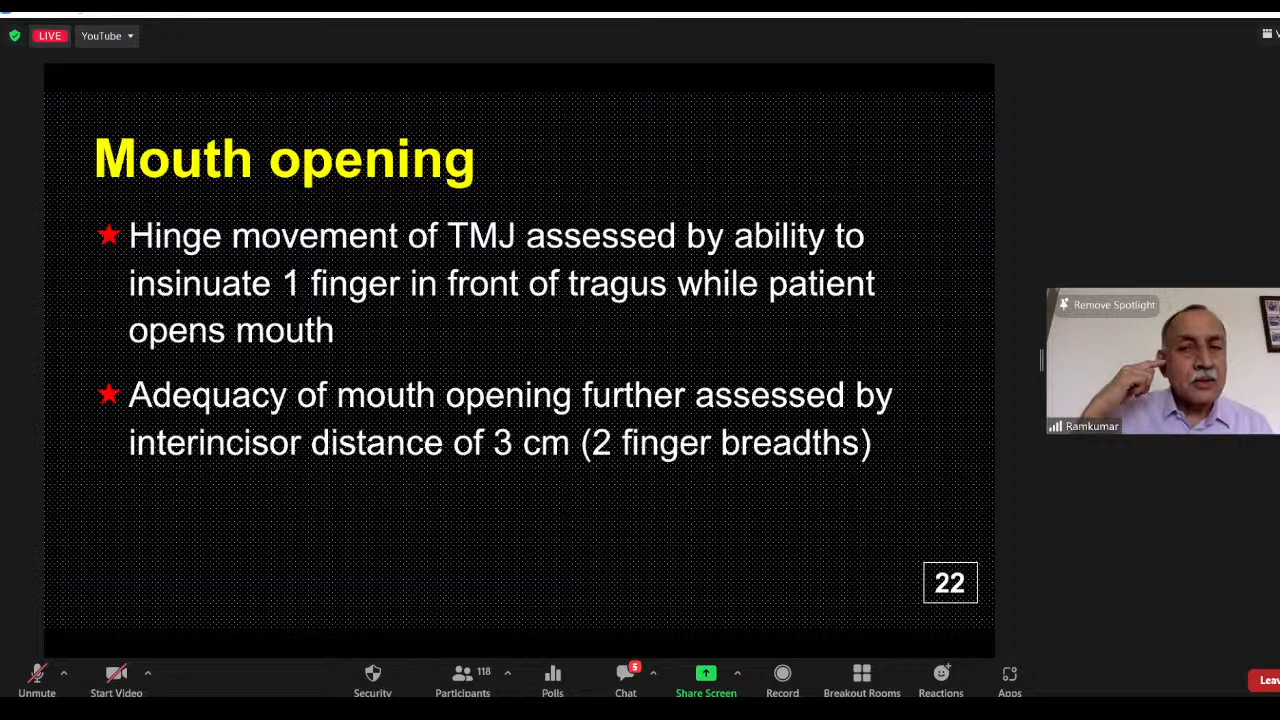 LIVE
YouTube
Mouth opening
★ Hinge movement of TMJ assessed by ability to
insinuate 1 finger in front of tragus while patient
opens mouth
★ Adequacy of mouth opening further assessed by
interincisor distance of 3 cm (2 finger breadths)
22
Remove Spotlight
Ramkumar
118
5
Unmute
Start Video
Security
Participants
Polls
Chat
Share Screen
Record
Breakout Rooms
Reactions
Apps
Leav